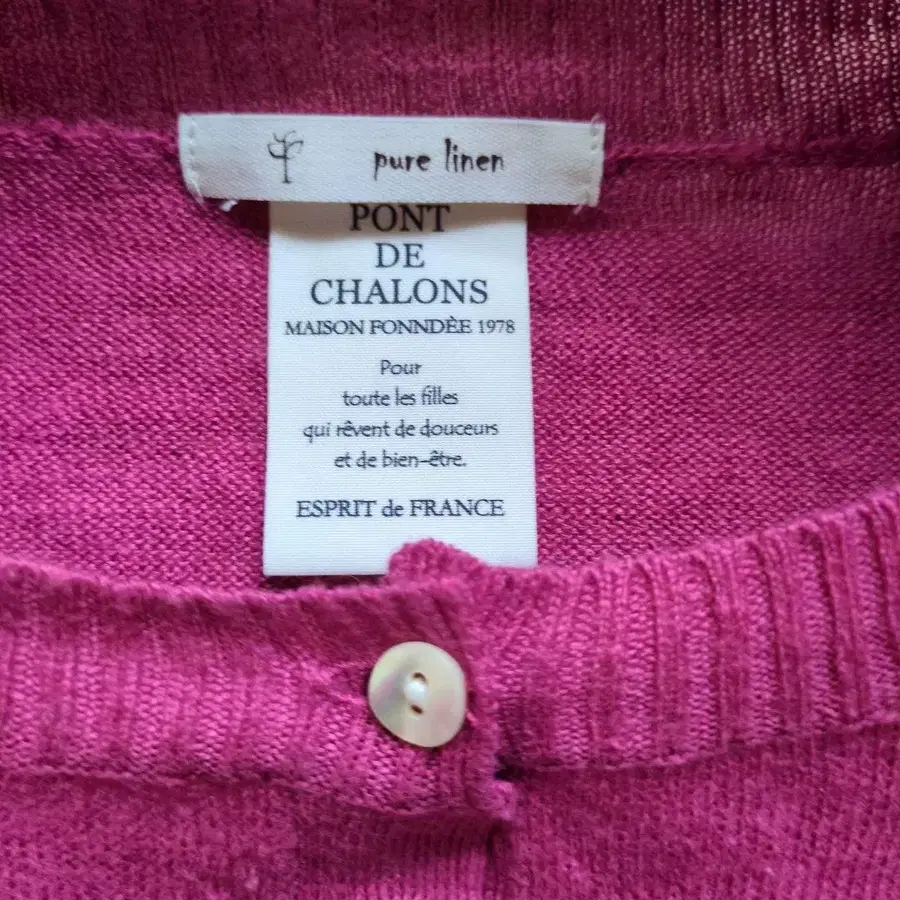 pure linen
PONT
DE
CHALONS
MAISON FONNDÈE 1978
Pour
toute les filles
qui rêvent de douceurs
et de bien-être.
ESPRIT de FRANCE